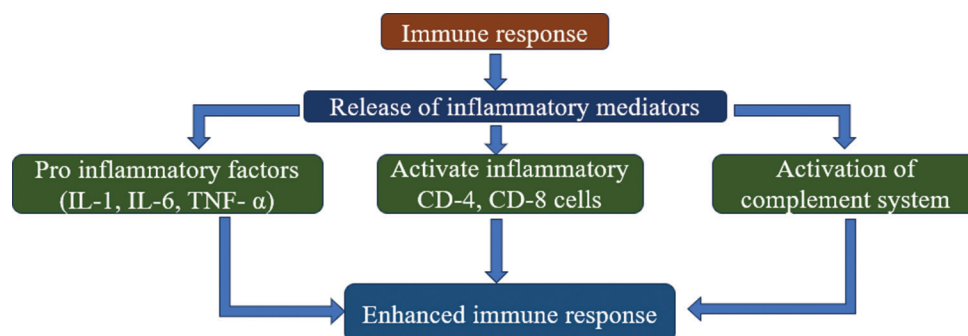 Immune response
Release of inflammatory mediators
Pro inflammatory factors
(IL-1, IL-6, TNF- α)
Activate inflammatory
CD-4, CD-8 cells
Activation of
complement system
Enhanced immune response